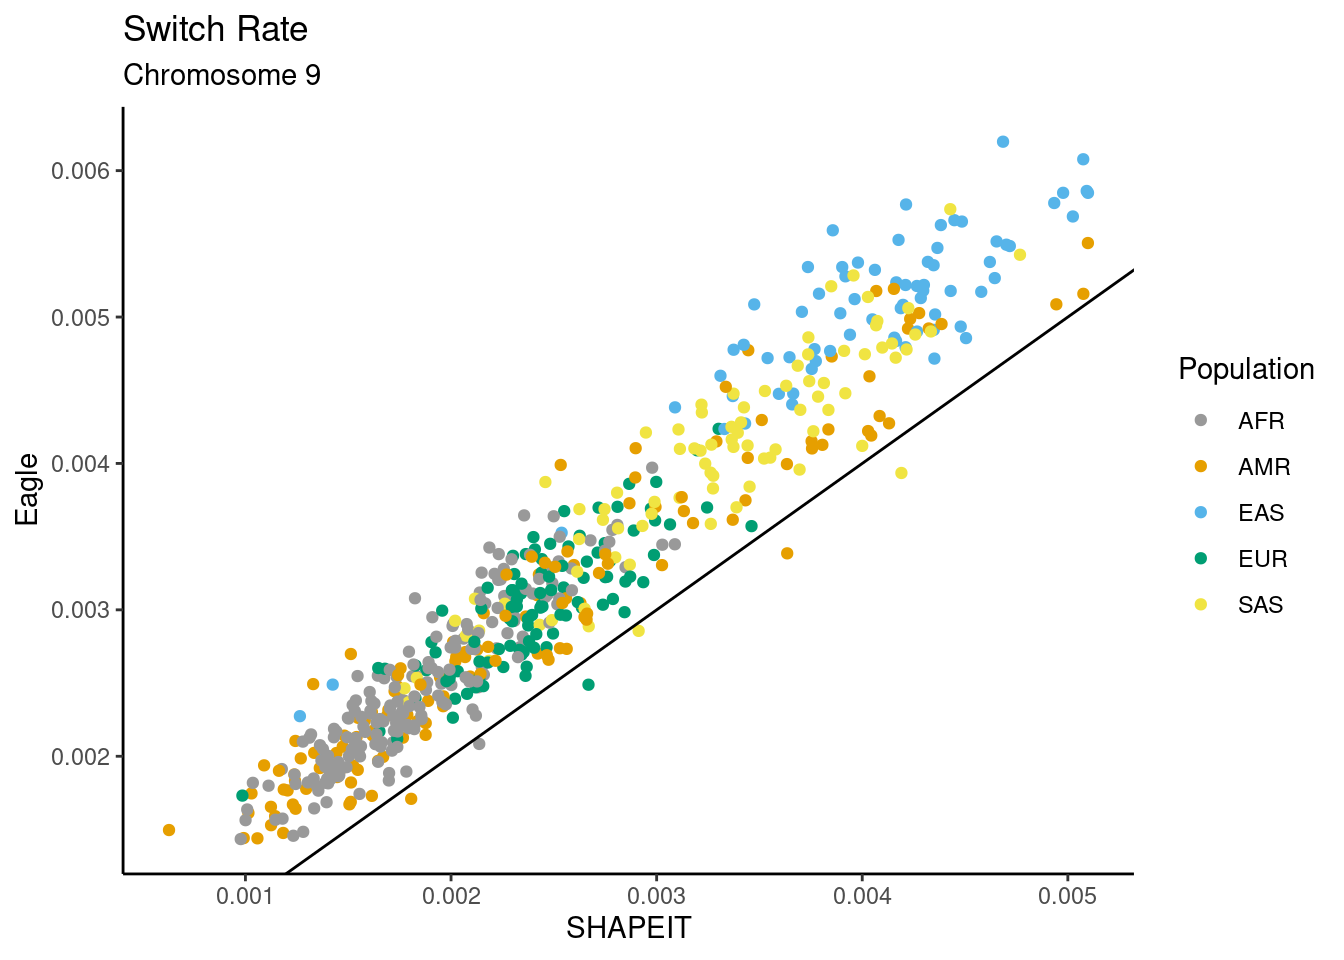 Switch Rate
Chromosome 9
0.006
0.005
0.004
0.003
0.002
Eagle
0.001
0.002
0.003
0.004
0.005
SHAPEIT
Population
AFR
AMR
EAS
EUR
SAS